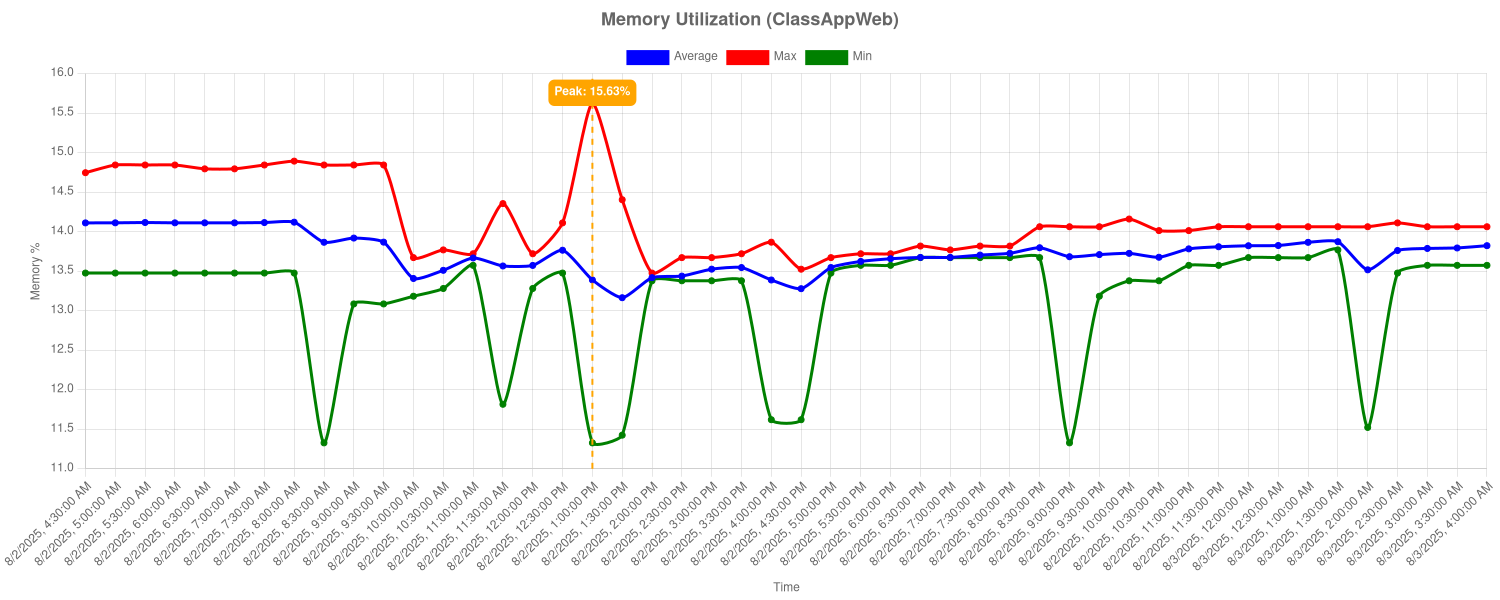 Memory Utilization (ClassAppWeb)
Average Max Min
Peak: 15.63%
16.0
15.5
15.0
14.5
14.0
13.5
13.0
12.5
12.0
11.5
11.0
Memory %
8/2/2025, 4:30:00 AM
8/2/2025, 5:00:00 AM
8/2/2025, 5:30:00 AM
8/2/2025, 6:00:00 AM
8/2/2025, 6:30:00 AM
8/2/2025, 7:00:00 AM
8/2/2025, 7:30:00 AM
8/2/2025, 8:00:00 AM
8/2/2025, 8:30:00 AM
8/2/2025, 9:00:00 AM
8/2/2025, 9:30:00 AM
8/2/2025, 10:00:00 AM
8/2/2025, 10:30:00 AM
8/2/2025, 11:00:00 AM
8/2/2025, 11:30:00 AM
8/2/2025, 12:00:00 PM
8/2/2025, 12:30:00 PM
8/2/2025, 1:00:00 PM
8/2/2025, 1:30:00 PM
8/2/2025, 2:00:00 PM
8/2/2025, 2:30:00 PM
8/2/2025, 3:00:00 PM
8/2/2025, 3:30:00 PM
8/2/2025, 4:00:00 PM
8/2/2025, 4:30:00 PM
8/2/2025, 5:00:00 PM
8/2/2025, 5:30:00 PM
8/2/2025, 6:00:00 PM
8/2/2025, 6:30:00 PM
8/2/2025, 7:00:00 PM
8/2/2025, 7:30:00 PM
8/2/2025, 8:00:00 PM
8/2/2025, 8:30:00 PM
8/2/2025, 9:00:00 PM
8/2/2025, 9:30:00 PM
8/2/2025, 10:00:00 PM
8/2/2025, 10:30:00 PM
8/2/2025, 11:00:00 PM
8/2/2025, 11:30:00 PM
8/3/2025, 12:00:00 AM
8/3/2025, 12:30:00 AM
8/3/2025, 1:00:00 AM
8/3/2025, 1:30:00 AM
8/3/2025, 2:00:00 AM
8/3/2025, 2:30:00 AM
8/3/2025, 3:00:00 AM
8/3/2025, 3:30:00 AM
8/3/2025, 4:00:00 AM
Time